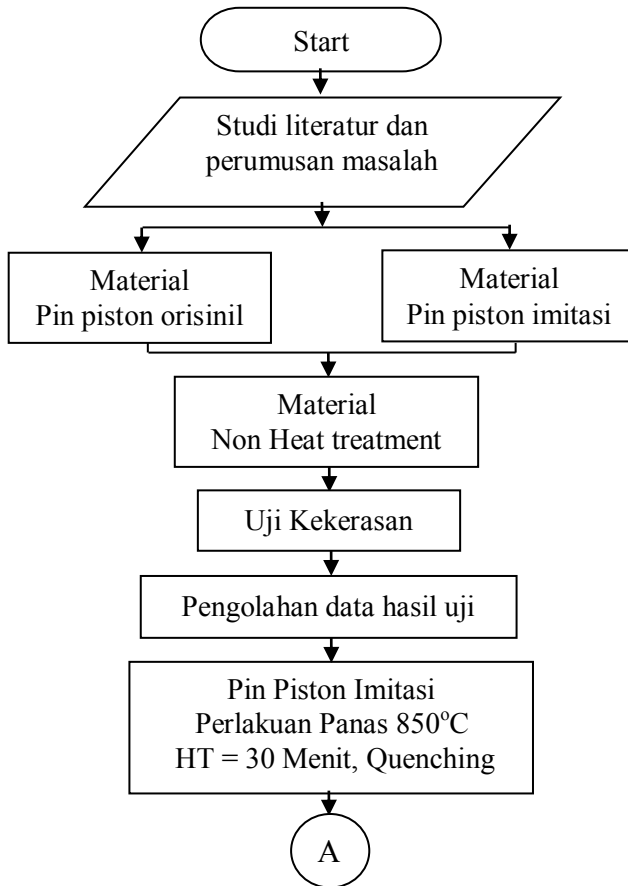 Start
Studi literatur dan
perumusan masalah
Material
Pin piston orisinil
Material
Pin piston imitasi
Material
Non Heat treatment
Uji Kekerasan
Pengolahan data hasil uji
Pin Piston Imitasi
Perlakuan Panas 850°C
HT = 30 Menit, Quenching
A